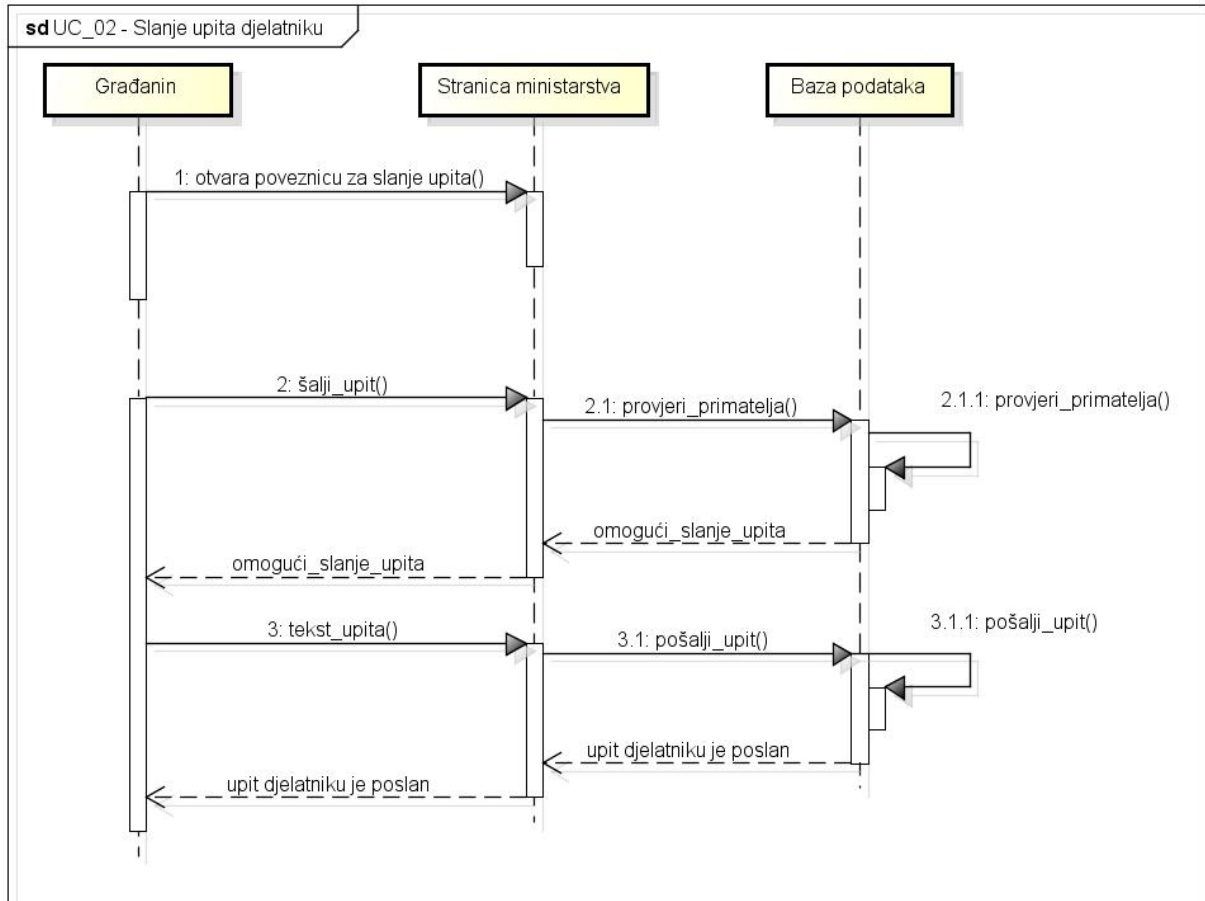 sd UC_02 - Slanje upita djelatniku
Građanin
Stranica ministarstva
Baza podataka
1: otvara poveznicu za slanje upita()
2: šalji_upit()
2.1: provjeri_primatelja()
2.1.1: provjeri_primatelja()
omogući_slanje_upita
omogući_slanje_upita
3: tekst_upita()
3.1: pošalji_upit()
3.1.1: pošalji_upit()
upit djelatniku je poslan
upit djelatniku je poslan